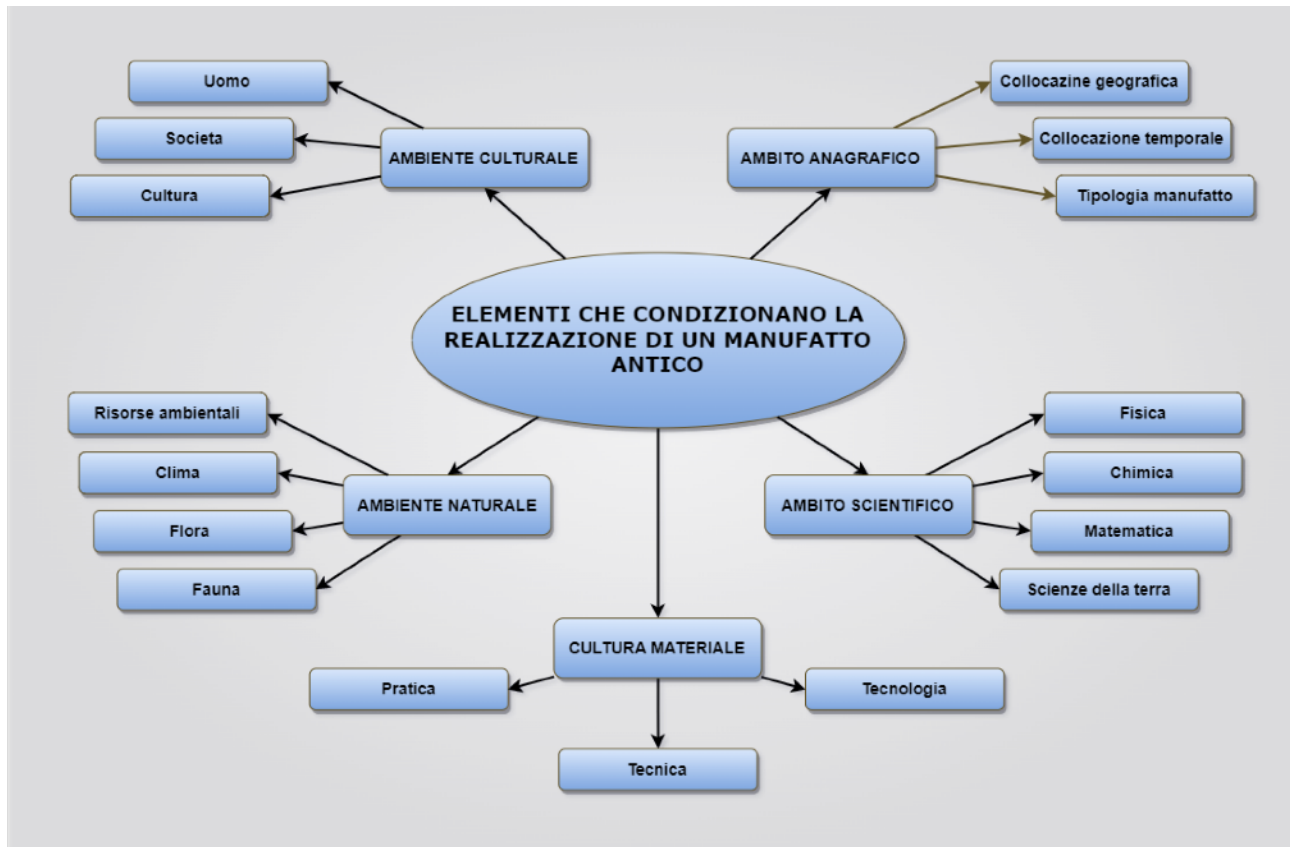 Uomo
Societa
Cultura
AMBIENTE CULTURALE
Collocazine geografica
Collocazione temporale
Tipologia manufatto
AMBITO ANAGRAFICO
ELEMENTI CHE CONDIZIONANO LA
REALIZZAZIONE DI UN MANUFATTO
ANTICO
Risorse ambientali
Clima
Flora
Fauna
AMBIENTE NATURALE
Fisica
Chimica
Matematica
Scienze della terra
AMBITO SCIENTIFICO
CULTURA MATERIALE
Pratica
Tecnologia
Tecnica